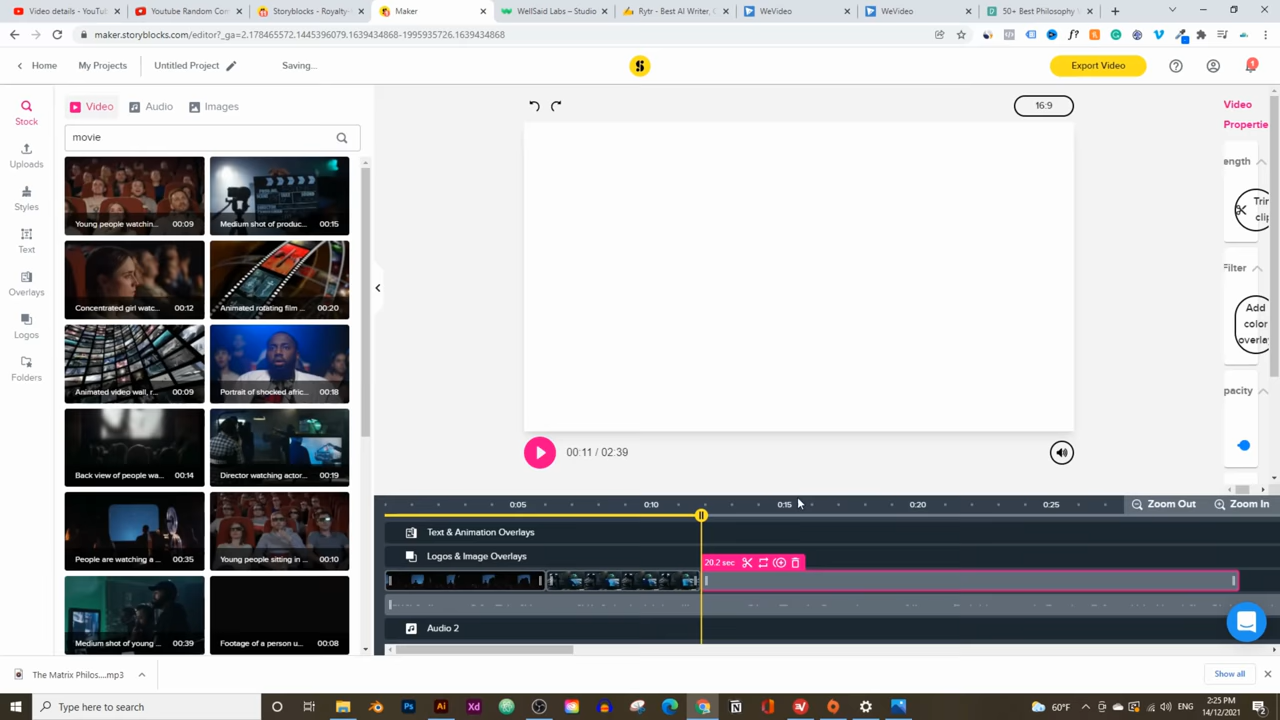 Video details - YouTu
Youtube Random Com
Storyblocks - Royalty-
Maker
WellSaid Labs – Studio
Rytr - Best AI Writer, C
WeVideo
WeVideo
50+ Best Philosophy
maker.storyblocks.com/editor?_ga=2.178465572.1445396079.1639434868-1995935726.1639434868
Home
My Projects
Untitled Project
Saving...
Export Video
1
Stock
Uploads
Styles
Text
Overlays
Logos
Folders
Video
Audio
Images
movie
Young people watchin... 00:09
Medium shot of produc... 00:15
Concentrated girl watc... 00:12
Animated rotating film ... 00:20
Animated video wall, r... 00:09
Portrait of shocked afric... 00:18
Back view of people wa... 00:14
Director watching actor... 00:19
People are watching a ... 00:35
Young people sitting in ... 00:10
Medium shot of young ... 00:39
Footage of a person u... 00:08
16:9
Video
Propertie
ength
Trin
clip
Filter
Add
color
overla
pacity
00:11 / 02:39
0:05
0:10
0:15
0:20
0:25
Zoom Out
Zoom In
Text & Animation Overlays
Logos & Image Overlays
20.2 sec
Audio 2
The Matrix Philos....mp3
Show all
Type here to search
Ps
Ai
Xd
60°F
2:25 PM
14/12/2021
2